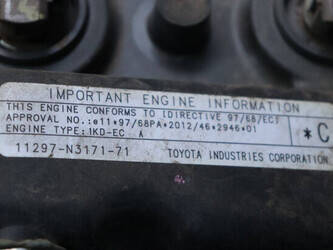 IMPORTANT ENGINE INFORMATION
THIS ENGINE CONFORMS TO [DIRECTIVE 97/68/EC]
APPROVAL NO.:e11*97/68PA*2012/46*2946*01
ENGINE TYPE:1KD-EC A
*C
11297-N3171-71 TOYOTA INDUSTRIES CORPORATION